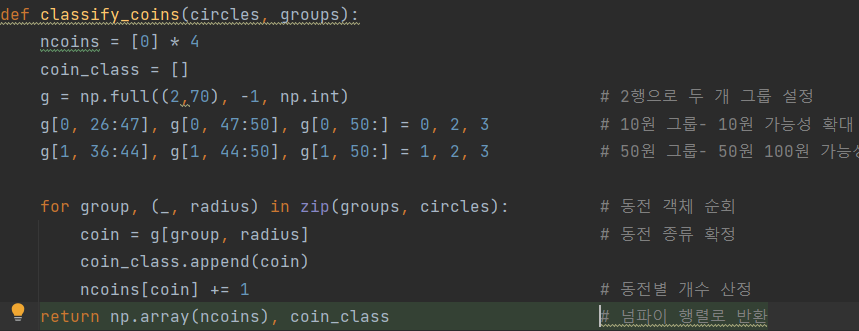 def classify_coins(circles, groups):
    ncoins = [0] * 4
    coin_class = []
    g = np.full((2,70), -1, np.int) # 2행으로 두 개 그룹 설정
    g[0, 26:47], g[0, 47:50], g[0, 50:] = 0, 2, 3 # 10원 그룹- 10원 가능성 확대
    g[1, 36:44], g[1, 44:50], g[1, 50:] = 1, 2, 3 # 50원 그룹- 50원 100원 가능
    for group, (_, radius) in zip(groups, circles): # 동전 객체 순회
        coin = g[group, radius] # 동전 종류 확정
        coin_class.append(coin)
        ncoins[coin] += 1 # 동전별 개수 산정
    return np.array(ncoins), coin_class # 넘파이 행렬로 반환